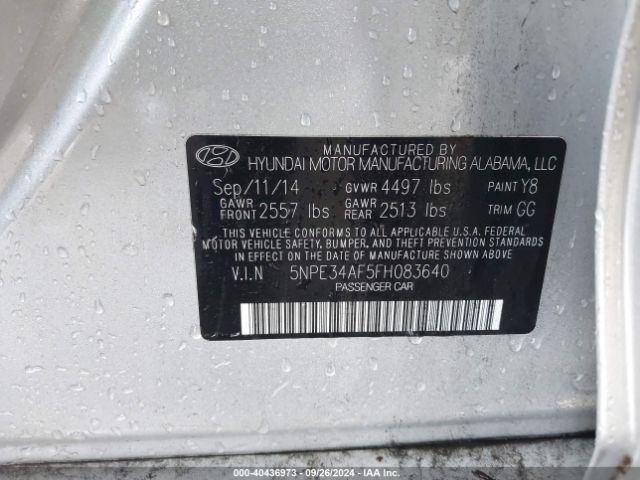 MANUFACTURED BY
HYUNDAI MOTOR MANUFACTURING ALABAMA, LLC
Sep/11/14 GVWR 4497 lbs PAINT Y8
GAWR FRONT 2557 lbs GAWR REAR 2513 lbs TRIM GG
THIS VEHICLE CONFORMS TO ALL APPLICABLE U.S.A. FEDERAL
MOTOR VEHICLE SAFETY, BUMPER, AND THEFT PREVENTION STANDARDS
IN EFFECT ON THE DATE OF MANUFACTURE SHOWN ABOVE
V.I.N 5NPE34AF5FH083640
PASSENGER CAR
00-40436973 - 09/26/2024 - Copyright IAA, LLC.